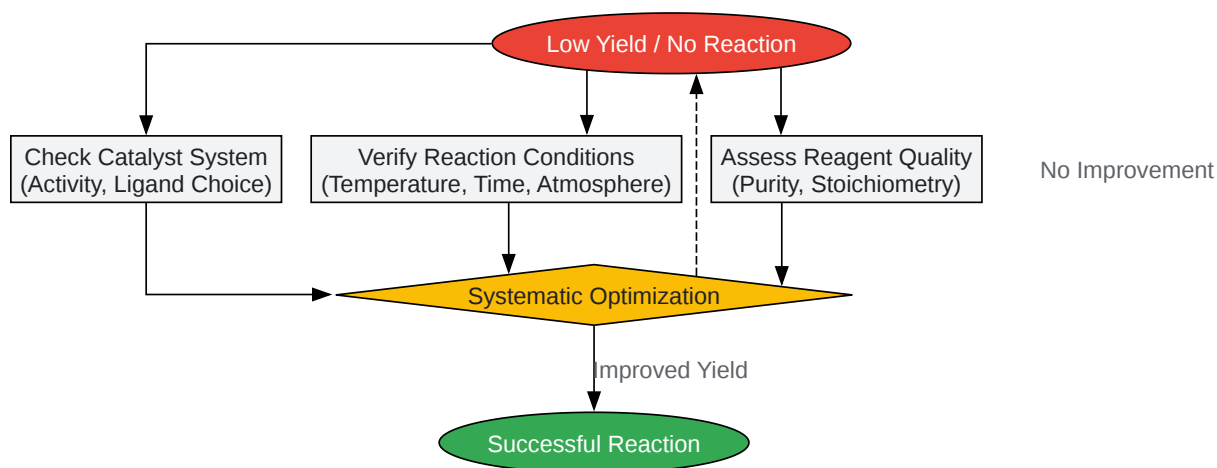 Low Yield / No Reaction
Check Catalyst System
(Activity, Ligand Choice)
Verify Reaction Conditions
(Temperature, Time, Atmosphere)
Assess Reagent Quality
(Purity, Stoichiometry)
No Improvement
Systematic Optimization
Improved Yield
Successful Reaction